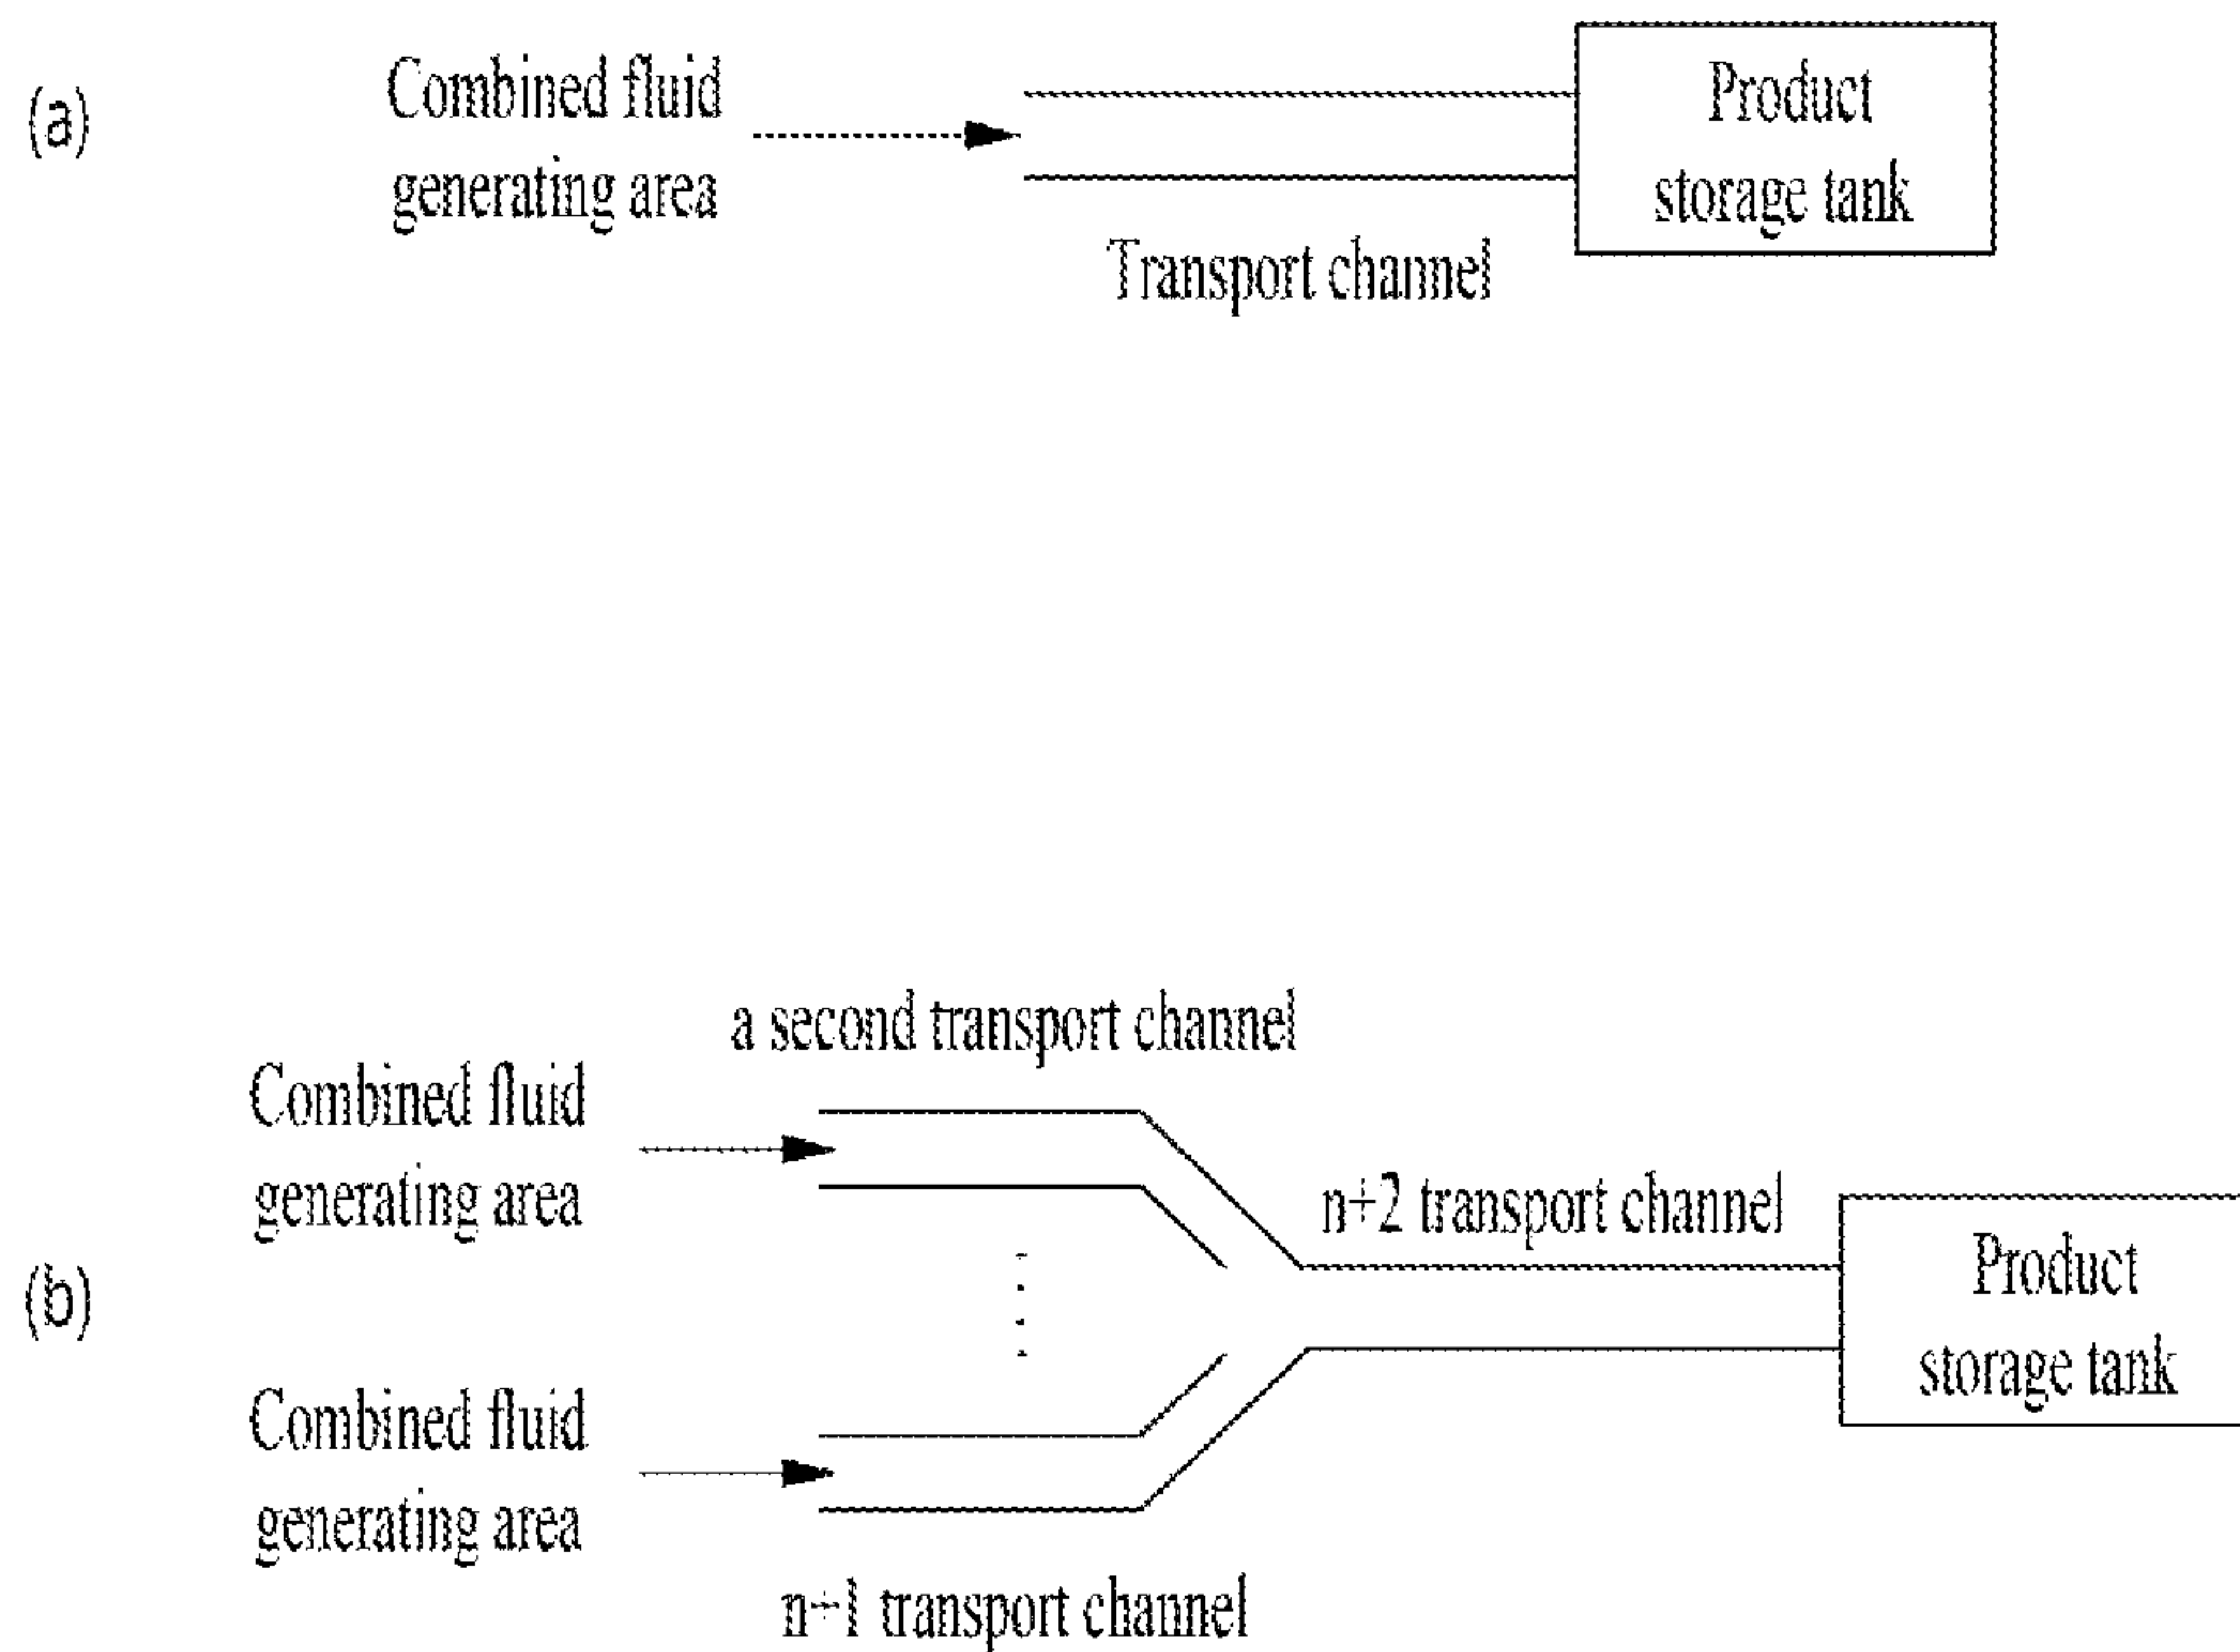 (a)
Combined fluid
generating area
Transport channel
Product
storage tank
(b)
a second transport channel
Combined fluid
generating area
n+2 transport channel
Product
storage tank
Combined fluid
generating area
n+1 transport channel